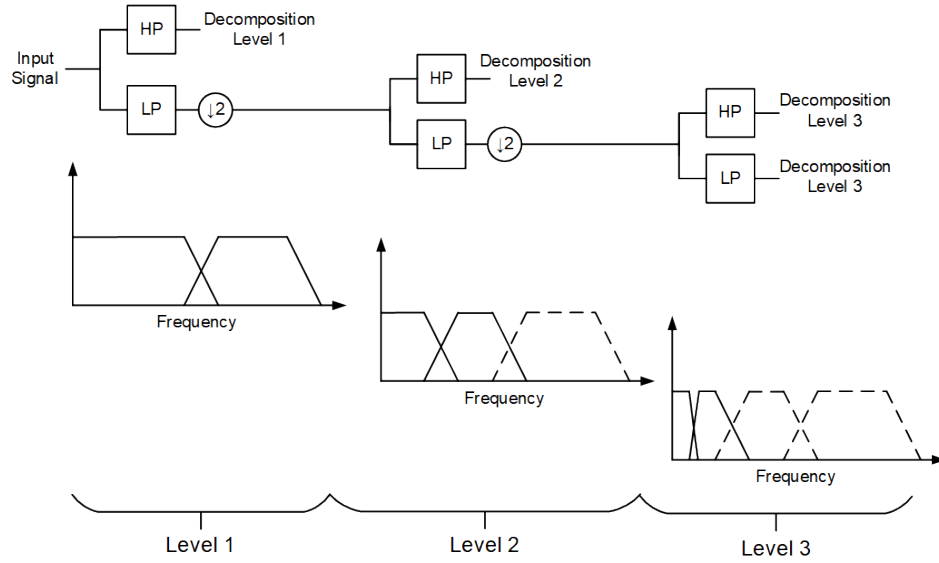 HP
Decomposition
Level 1
Input
Signal
LP
↓2
HP
Decomposition
Level 2
LP
↓2
HP
Decomposition
Level 3
LP
Decomposition
Level 3
Frequency
Frequency
Frequency
Level 1
Level 2
Level 3